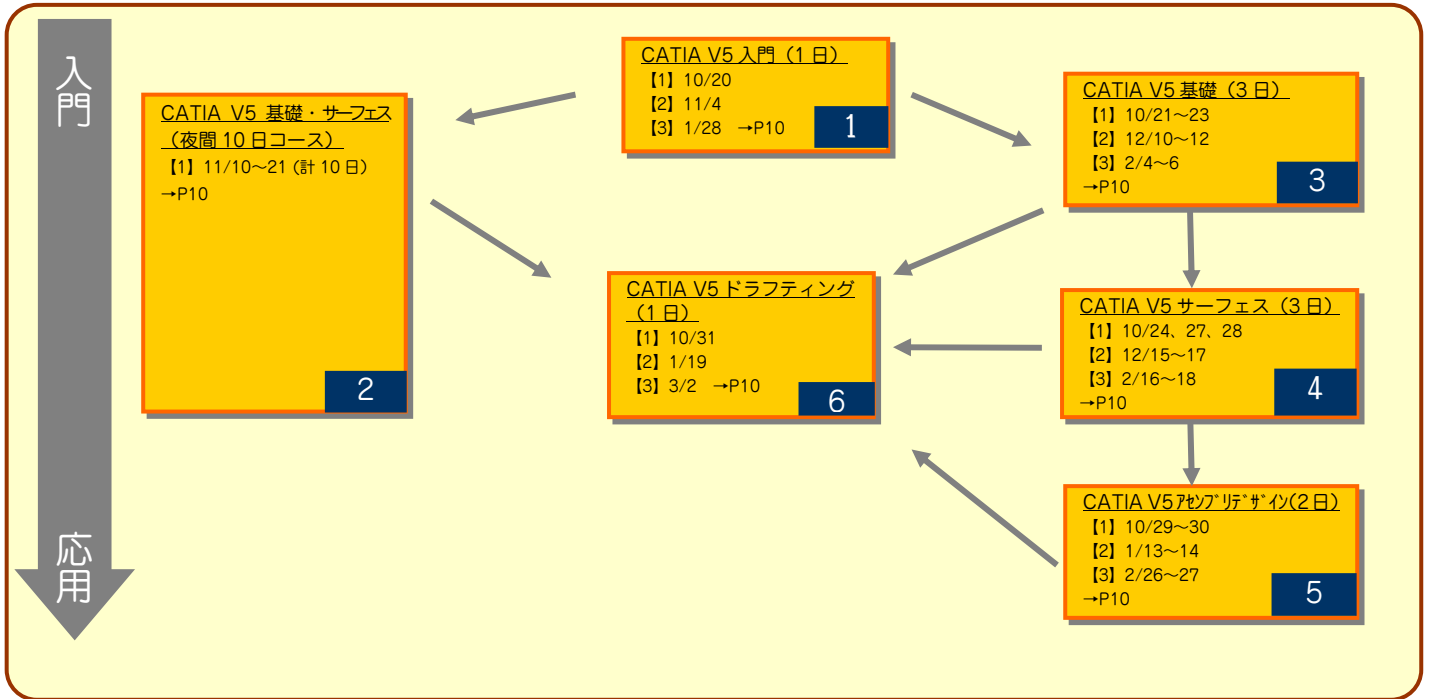 入門
CATIA V5 入門（1 日）
【1】10/20
【2】11/4
【3】1/28 →P10
1
CATIA V5 基礎・サーフェス
（夜間 10 日コース）
【1】11/10～21 (計 10 日)
→P10
2
CATIA V5 基礎（3 日）
【1】10/21～23
【2】12/10～12
【3】2/4～6
→P10
3
CATIA V5 ドラフティング
（1 日）
【1】10/31
【2】1/19
【3】3/2 →P10
6
CATIA V5 サーフェス（3 日）
【1】10/24、27、28
【2】12/15～17
【3】2/16～18
→P10
4
CATIA V5 ｱｾﾝﾌﾞﾘﾃﾞｻﾞｲﾝ(2 日)
【1】10/29～30
【2】1/13～14
【3】2/26～27
→P10
5
応用